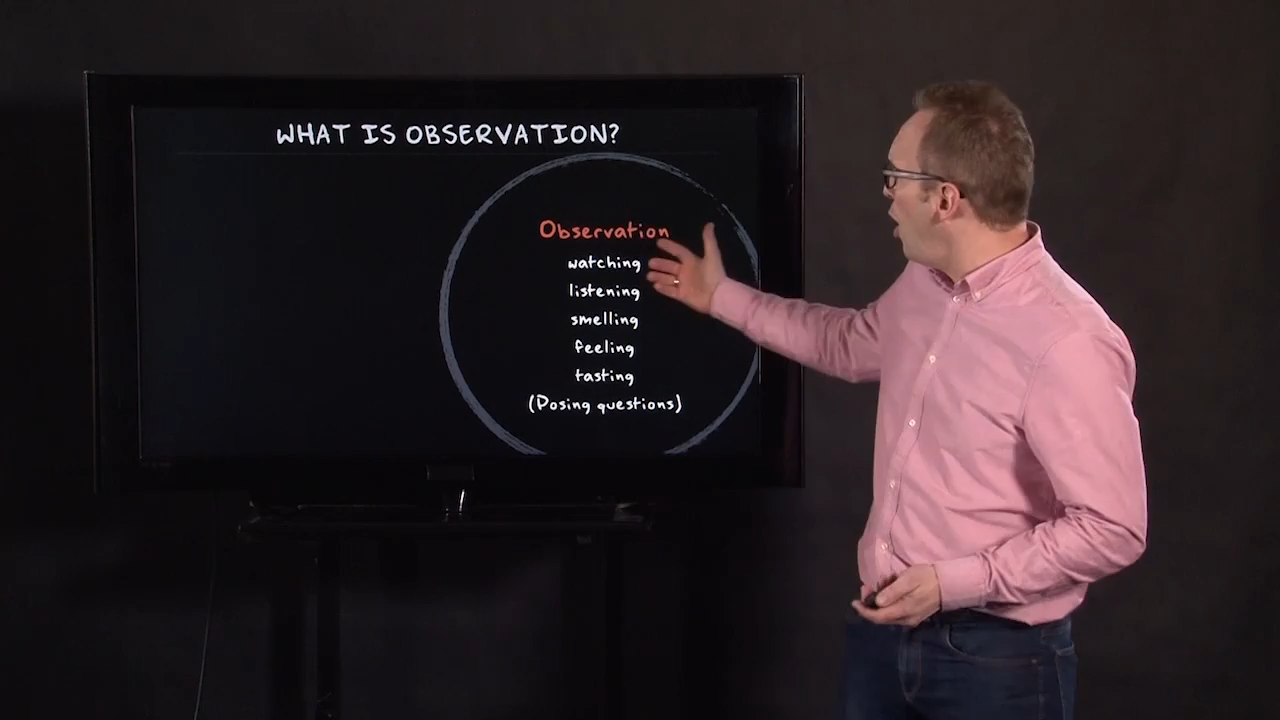 WHAT IS OBSERVATION?
Observation
watching
listening
smelling
feeling
tasting
(Posing questions)